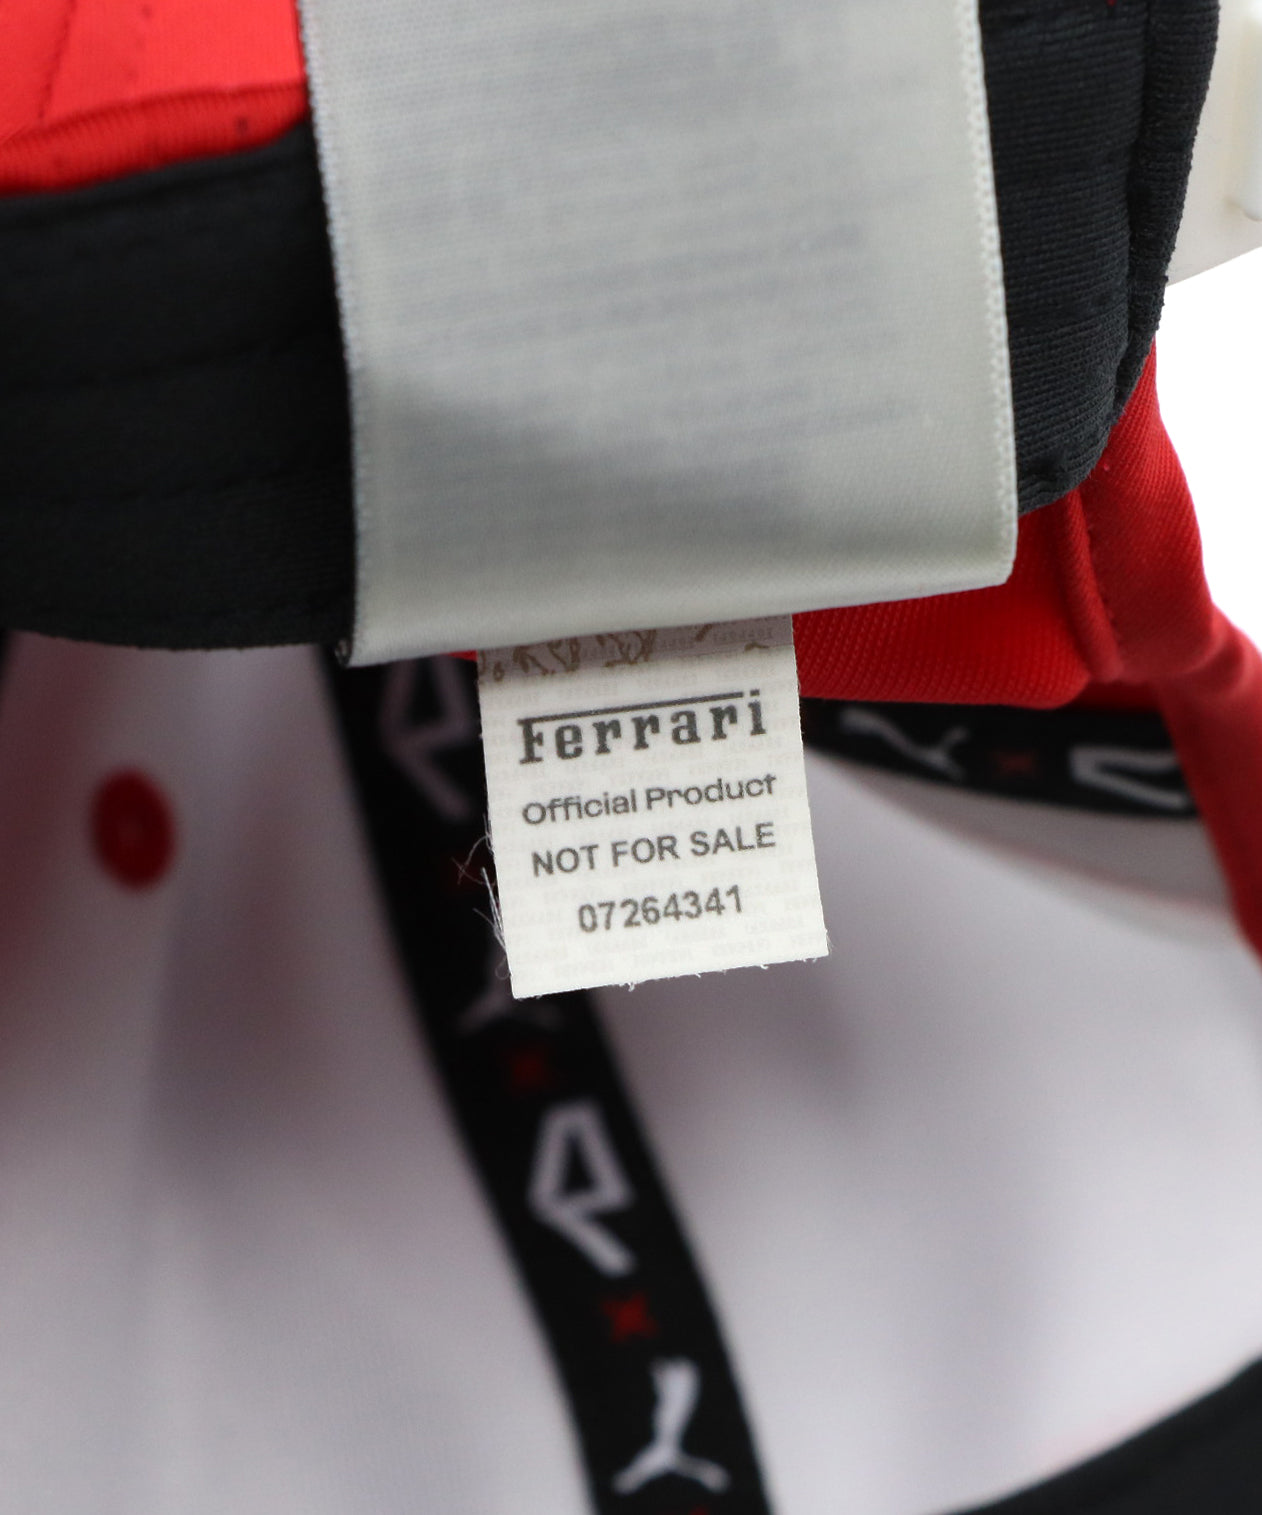 Ferrari
Official Product
NOT FOR SALE
07264341